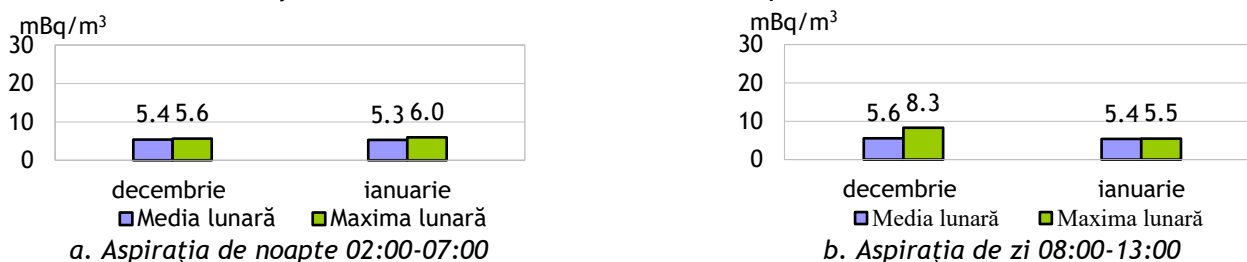 mBq/m³
30
20
10
0
5.4 5.6
5.3 6.0
decembrie
ianuarie
Media lunară
Maxima lunară
a. Aspirația de noapte 02:00-07:00
mBq/m³
30
20
10
0
5.6 8.3
5.4 5.5
decembrie
ianuarie
Media lunară
Maxima lunară
b. Aspirația de zi 08:00-13:00